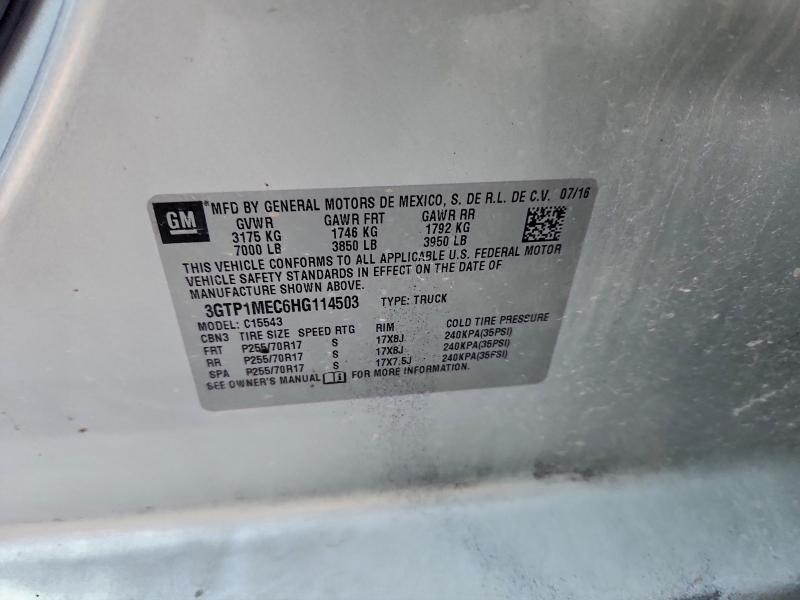 GM *MFD BY GENERAL MOTORS DE MEXICO, S. DE R.L. DE C.V. 07/16
GVWR GAWR FRT GAWR RR
3175 KG 1746 KG 1792 KG
7000 LB 3850 LB 3950 LB
THIS VEHICLE CONFORMS TO ALL APPLICABLE U.S. FEDERAL MOTOR
VEHICLE SAFETY STANDARDS IN EFFECT ON THE DATE OF
MANUFACTURE SHOWN ABOVE.
3GTP1MEC6HG114503 TYPE: TRUCK
MODEL: C15543
CBN3 TIRE SIZE SPEED RTG RIM COLD TIRE PRESSURE
FRT P255/70R17 S 17X8J 240KPA(35PSI)
RR P255/70R17 S 17X8J 240KPA(35PSI)
SPA P255/70R17 S 17X7.5J 240KPA(35PSI)
SEE OWNER'S MANUAL FOR MORE INFORMATION.